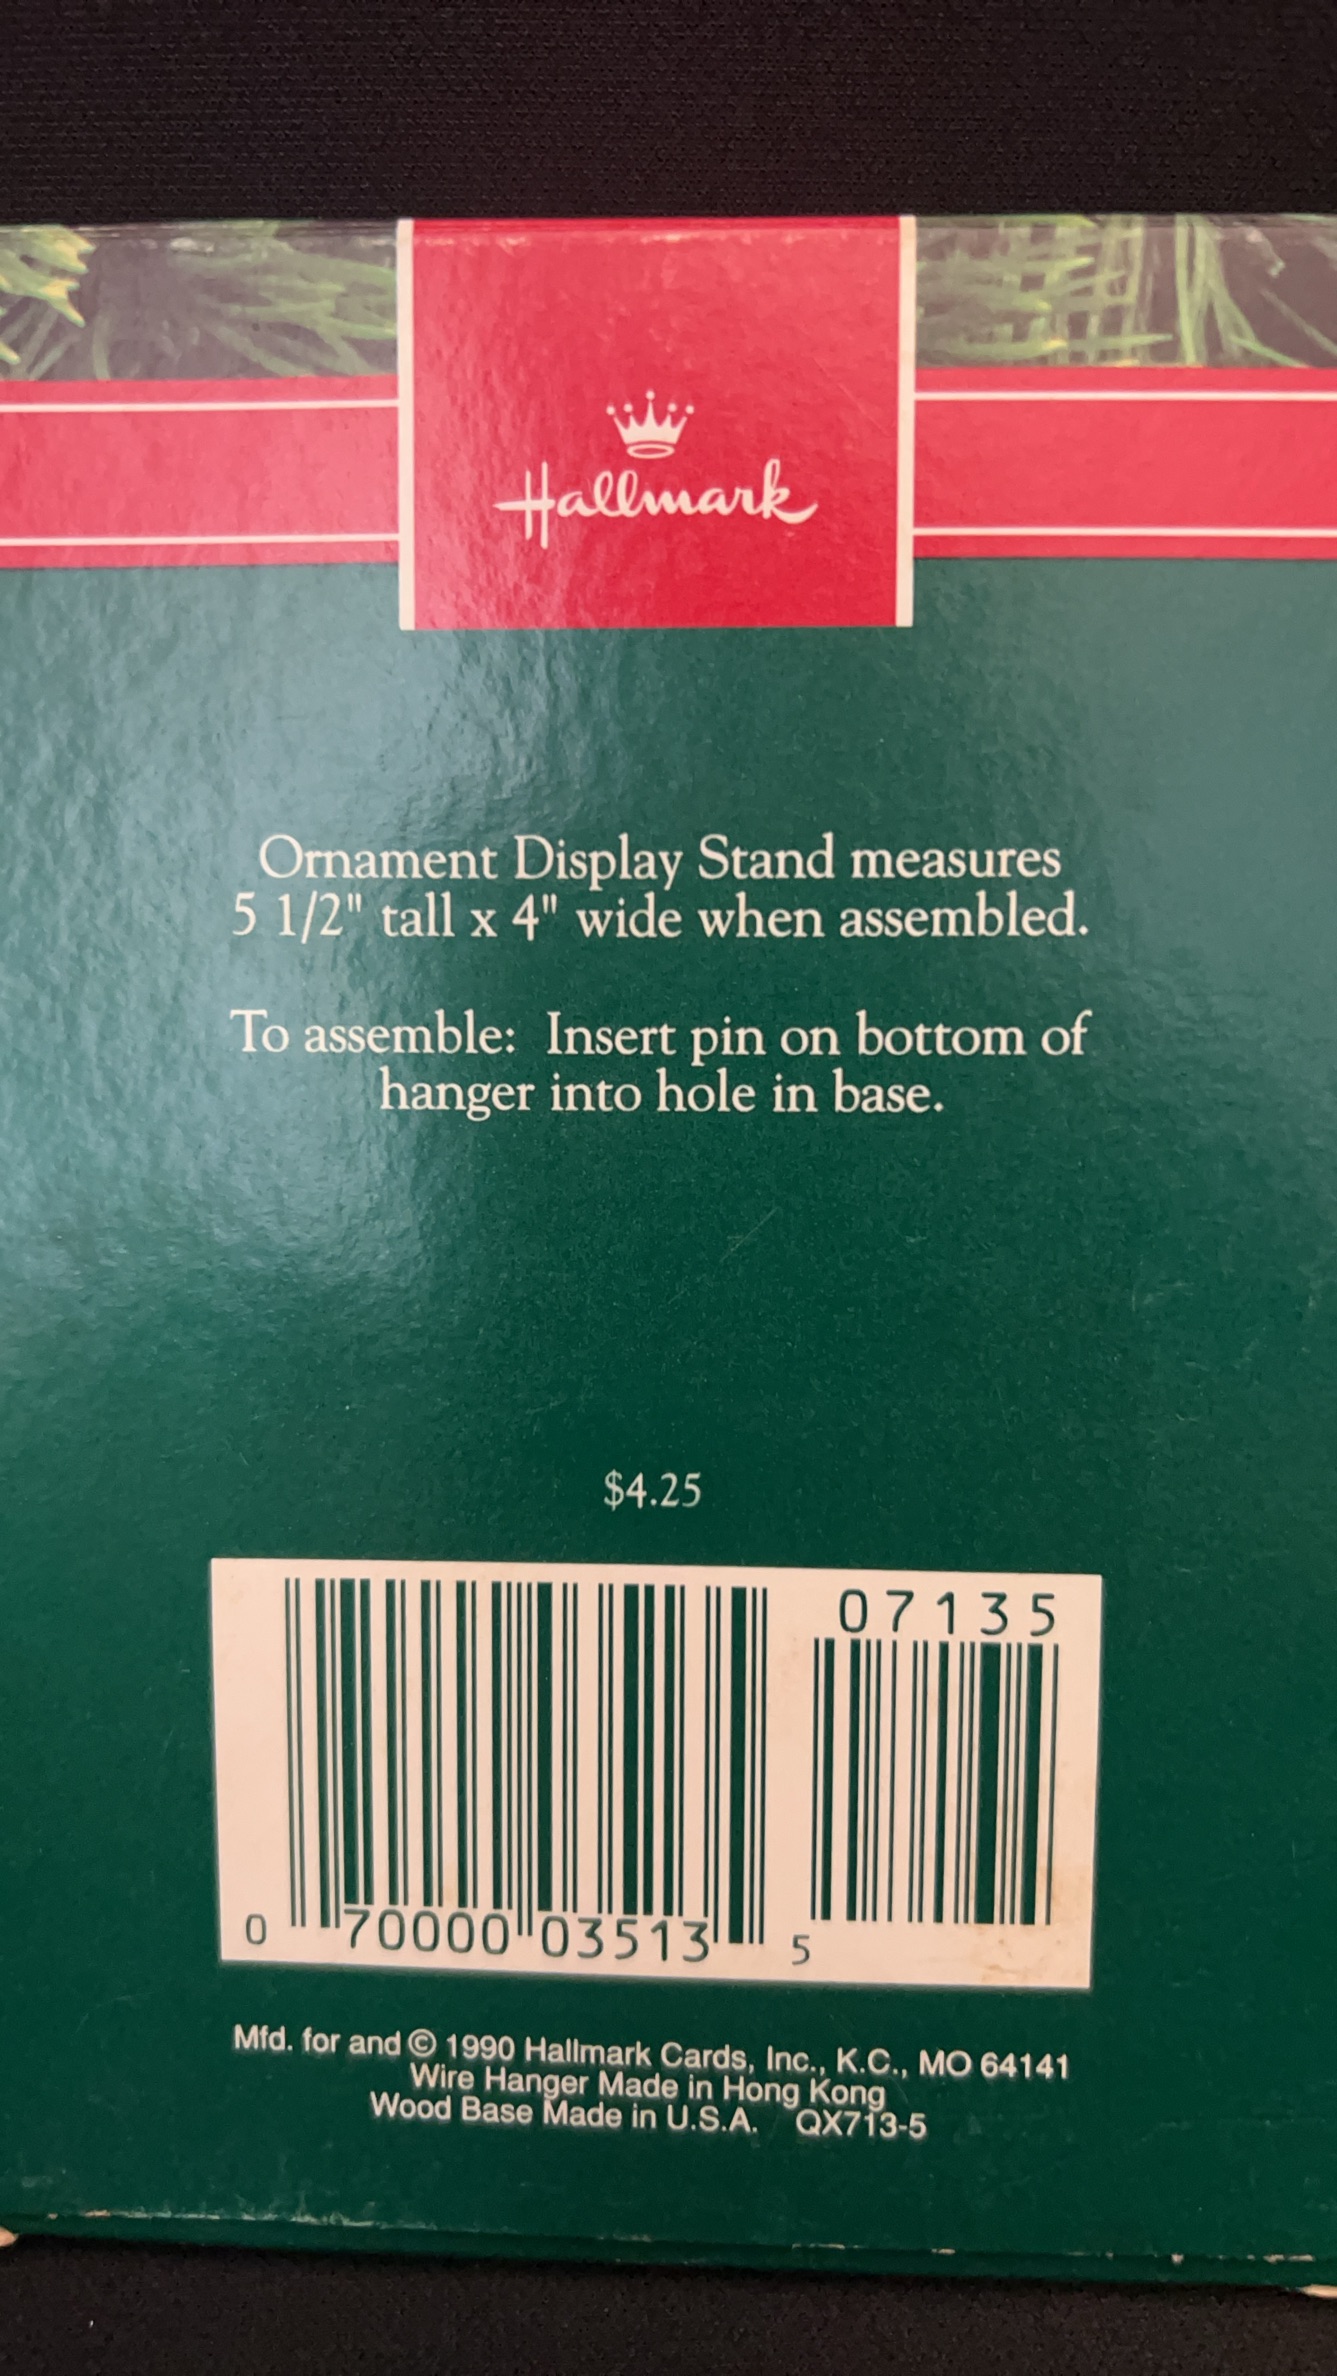 Hallmark
Ornament Display Stand measures
5 1/2" tall x 4" wide when assembled.
To assemble: Insert pin on bottom of
hanger into hole in base.
$4.25
07135
0 70000 03513 5
Mfd. for and © 1990 Hallmark Cards, Inc., K.C., MO 64141
Wire Hanger Made in Hong Kong
Wood Base Made in U.S.A. QX713-5